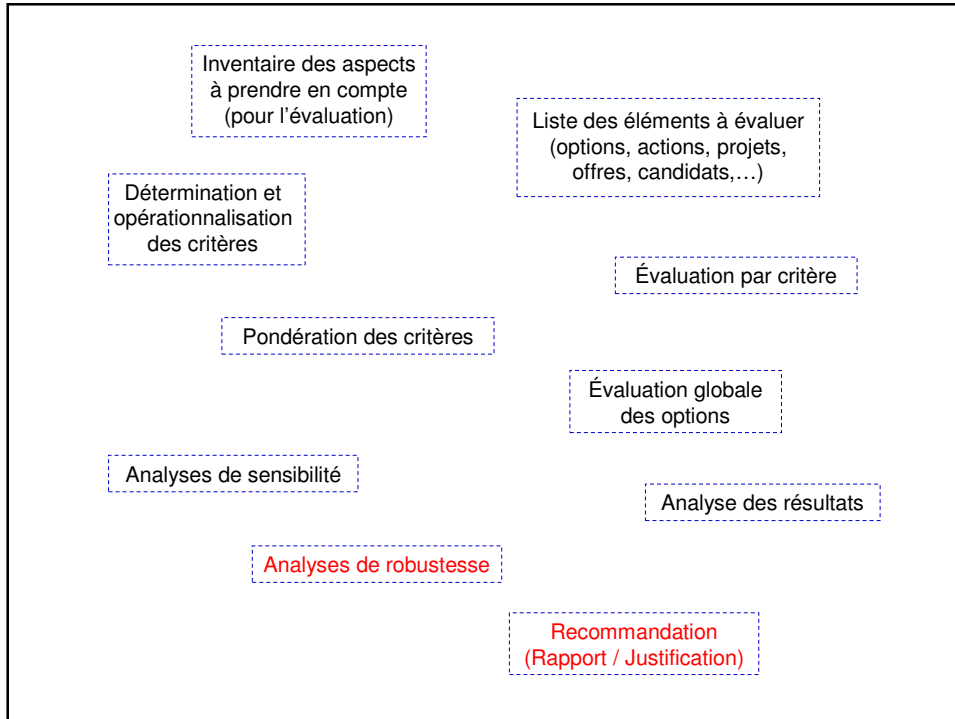 Inventaire des aspects
à prendre en compte
(pour l'évaluation)
Liste des éléments à évaluer
(options, actions, projets,
offres, candidats,…)
Détermination et
opérationnalisation
des critères
Évaluation par critère
Pondération des critères
Évaluation globale
des options
Analyses de sensibilité
Analyse des résultats
Analyses de robustesse
Recommandation
(Rapport / Justification)